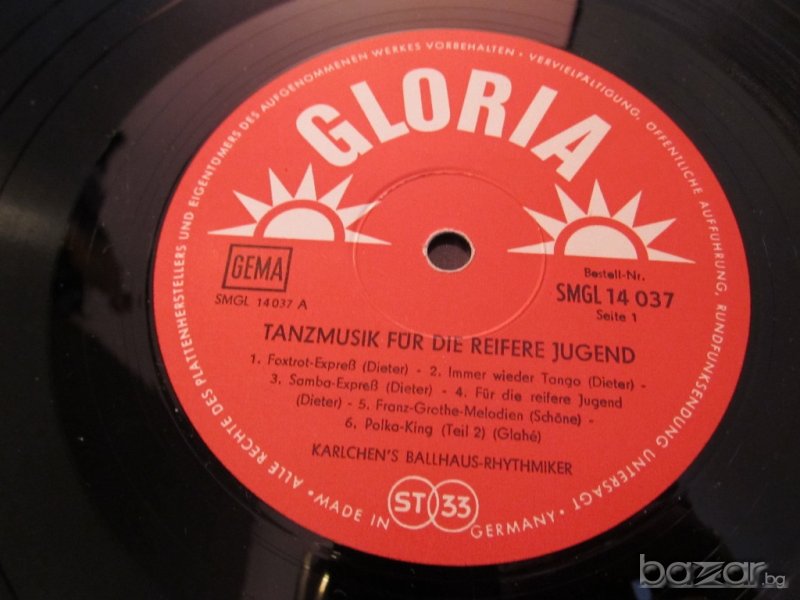 ALLE RECHTE DES PLATTENHERSTELLERS UND EIGENTÜMERS DES AUFGENOMMENEN WERKES VORBEHALTEN • VERVIELFÄLTIGUNG, ÖFFENTLICHE AUFFÜHRUNG, RUNDFUNKSENDUNG UNTERSAGT •
GLORIA
GEMA
SMGL 14037 A
Bestell-Nr.
SMGL 14 037
Seite 1
TANZMUSIK FÜR DIE REIFERE JUGEND
1. Foxtrot-Expreß (Dieter) - 2. Immer wieder Tango (Dieter) -
3. Samba-Expreß (Dieter) - 4. Für die reifere Jugend
(Dieter) - 5. Franz-Grothe-Melodien (Schöne) -
6. Polka-King (Teil 2) (Glahé)
KARLCHEN'S BALLHAUS-RHYTHMIKER
ST 33
• MADE IN GERMANY •
bazar.bg